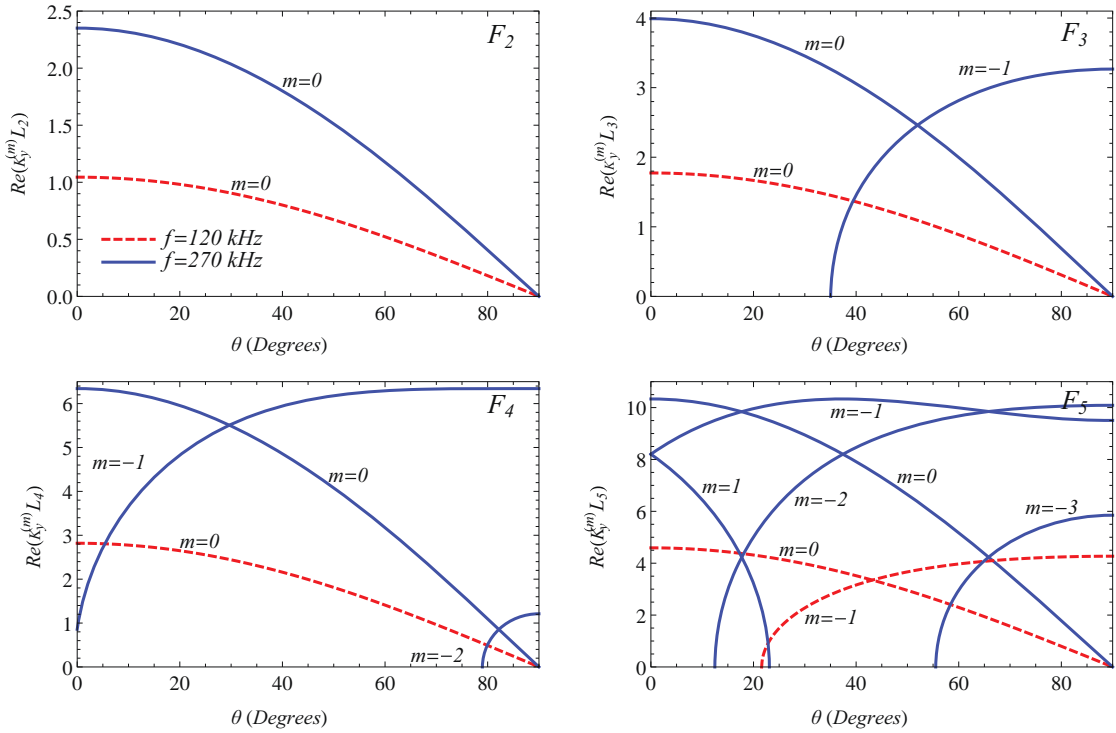 F2
2.5
2.0
1.5
1.0
0.5
0.0
Re(κy(m)L2)
m=0
m=0
f=120 kHz
f=270 kHz
0 20 40 60 80
θ (Degrees)
F3
4
3
2
1
0
Re(κy(m)L3)
m=0
m=−1
m=0
0 20 40 60 80
θ (Degrees)
F4
6
5
4
3
2
1
0
Re(κy(m)L4)
m=−1
m=0
m=0
m=−2
0 20 40 60 80
θ (Degrees)
F5
10
8
6
4
2
0
Re(κy(m)L5)
m=−1
m=1
m=−2
m=0
m=−3
m=0
m=−1
0 20 40 60 80
θ (Degrees)